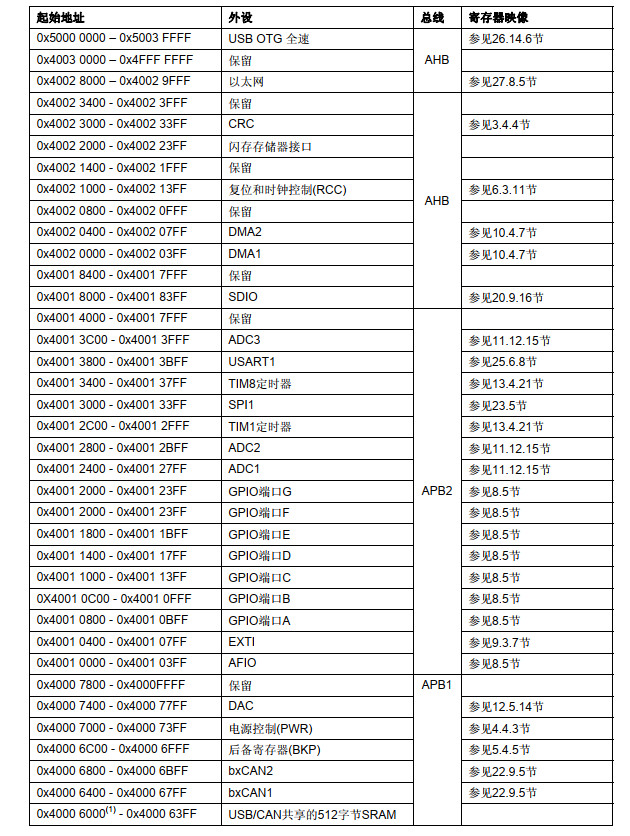 起始地址 外设 总线 寄存器映像
0x5000 0000 – 0x5003 FFFF USB OTG 全速 AHB 参见26.14.6节
0x4003 0000 – 0x4FFF FFFF 保留
0x4002 8000 – 0x4002 9FFF 以太网 参见27.8.5节
0x4002 3400 - 0x4002 3FFF 保留 AHB
0x4002 3000 - 0x4002 33FF CRC 参见3.4.4节
0x4002 2000 - 0x4002 23FF 闪存存储器接口
0x4002 1400 - 0x4002 1FFF 保留
0x4002 1000 - 0x4002 13FF 复位和时钟控制(RCC) 参见6.3.11节
0x4002 0800 - 0x4002 0FFF 保留
0x4002 0400 - 0x4002 07FF DMA2 参见10.4.7节
0x4002 0000 - 0x4002 03FF DMA1 参见10.4.7节
0x4001 8400 - 0x4001 7FFF 保留
0x4001 8000 - 0x4001 83FF SDIO 参见20.9.16节
0x4001 4000 - 0x4001 7FFF 保留 APB2
0x4001 3C00 - 0x4001 3FFF ADC3 参见11.12.15节
0x4001 3800 - 0x4001 3BFF USART1 参见25.6.8节
0x4001 3400 - 0x4001 37FF TIM8定时器 参见13.4.21节
0x4001 3000 - 0x4001 33FF SPI1 参见23.5节
0x4001 2C00 - 0x4001 2FFF TIM1定时器 参见13.4.21节
0x4001 2800 - 0x4001 2BFF ADC2 参见11.12.15节
0x4001 2400 - 0x4001 27FF ADC1 参见11.12.15节
0x4001 2000 - 0x4001 23FF GPIO端口G 参见8.5节
0x4001 2000 - 0x4001 23FF GPIO端口F 参见8.5节
0x4001 1800 - 0x4001 1BFF GPIO端口E 参见8.5节
0x4001 1400 - 0x4001 17FF GPIO端口D 参见8.5节
0x4001 1000 - 0x4001 13FF GPIO端口C 参见8.5节
0X4001 0C00 - 0x4001 0FFF GPIO端口B 参见8.5节
0x4001 0800 - 0x4001 0BFF GPIO端口A 参见8.5节
0x4001 0400 - 0x4001 07FF EXTI 参见9.3.7节
0x4001 0000 - 0x4001 03FF AFIO 参见8.5节
0x4000 7800 - 0x4000FFFF 保留 APB1
0x4000 7400 - 0x4000 77FF DAC 参见12.5.14节
0x4000 7000 - 0x4000 73FF 电源控制(PWR) 参见4.4.3节
0x4000 6C00 - 0x4000 6FFF 后备寄存器(BKP) 参见5.4.5节
0x4000 6800 - 0x4000 6BFF bxCAN2 参见22.9.5节
0x4000 6400 - 0x4000 67FF bxCAN1 参见22.9.5节
0x4000 6000(1) - 0x4000 63FF USB/CAN共享的512字节SRAM